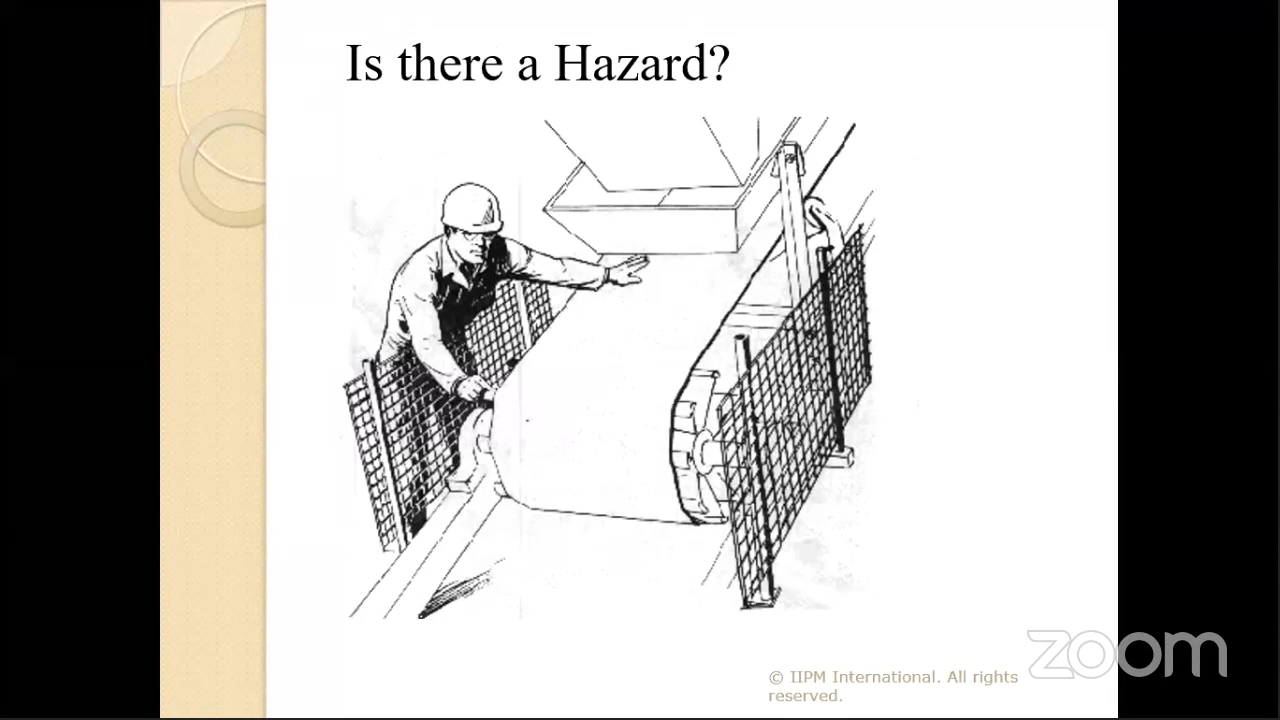 Is there a Hazard?
© IIPM International. All rights
reserved.
zoom